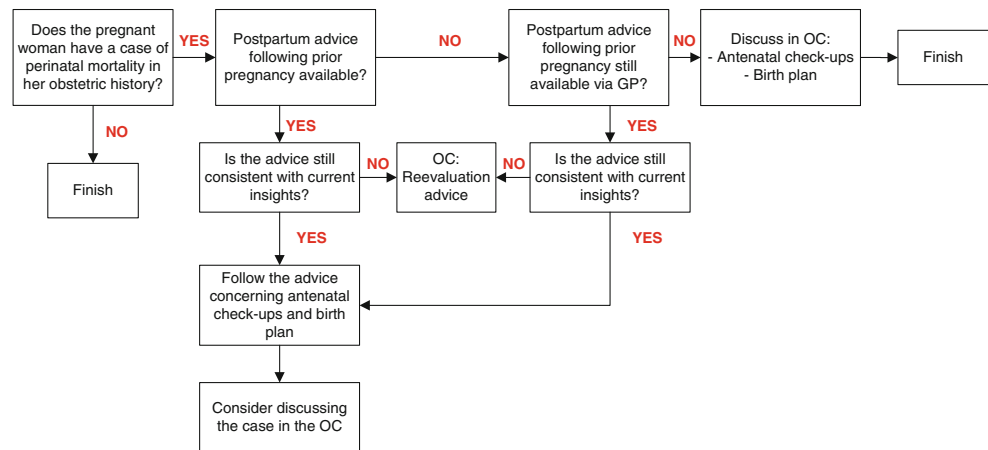 Does the pregnant
woman have a case of
perinatal mortality in
her obstetric history?
YES
Postpartum advice
following prior
pregnancy available?
NO
Postpartum advice
following prior
pregnancy still
available via GP?
NO
Discuss in OC:
- Antenatal check-ups
- Birth plan
Finish
NO
YES
YES
Finish
Is the advice still
consistent with current
insights?
NO
OC:
Reevaluation
advice
NO
Is the advice still
consistent with current
insights?
YES
YES
Follow the advice
concerning antenatal
check-ups and birth
plan
Consider discussing
the case in the OC